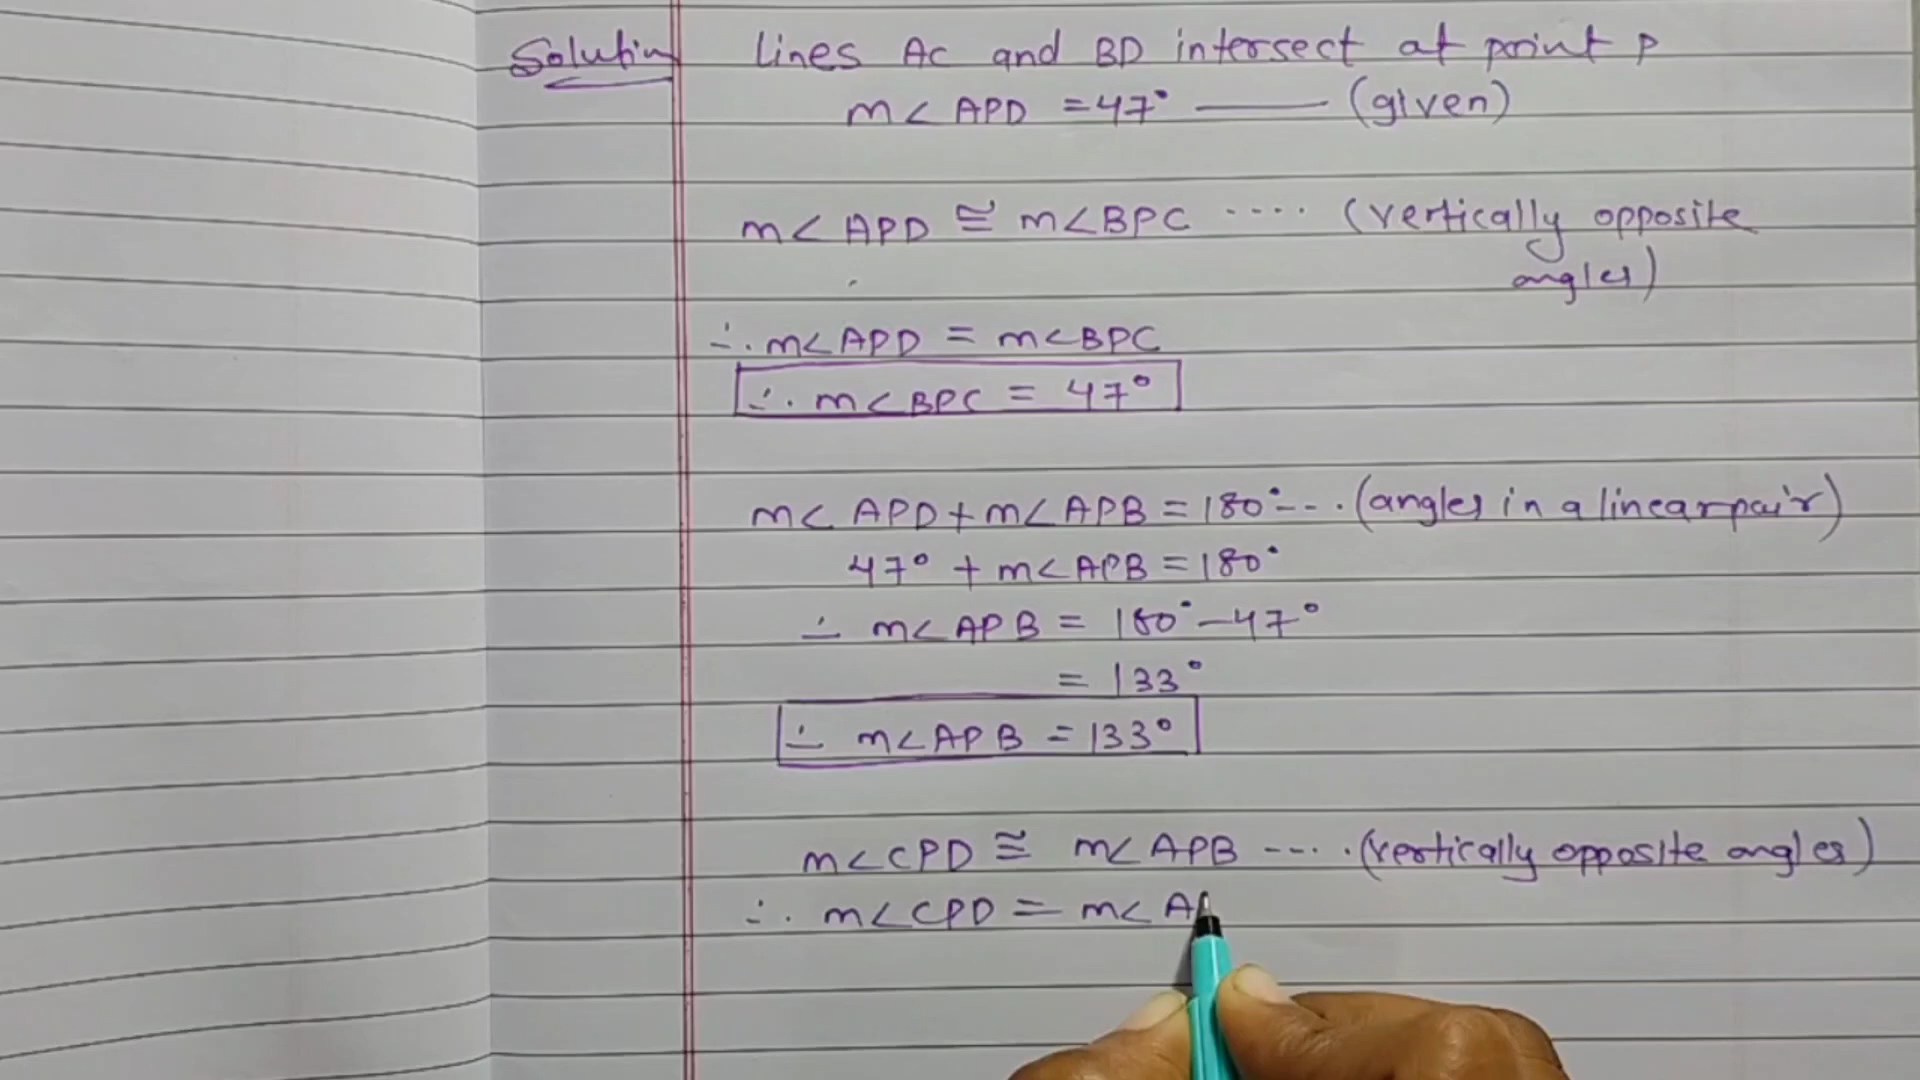 Solution lines AC and BD intersect at point P
m∠APD = 47° —— (given)
m∠APD ≅ m∠BPC .... (vertically opposite
angles)
∴ m∠APD = m∠BPC
∴ m∠BPC = 47°
m∠APD + m∠APB = 180° ... (angles in a linear pair)
47° + m∠APB = 180°
∴ m∠APB = 180° - 47°
= 133°
∴ m∠APB = 133°
m∠CPD ≅ m∠APB .... (vertically opposite angles)
∴ m∠CPD = m∠A